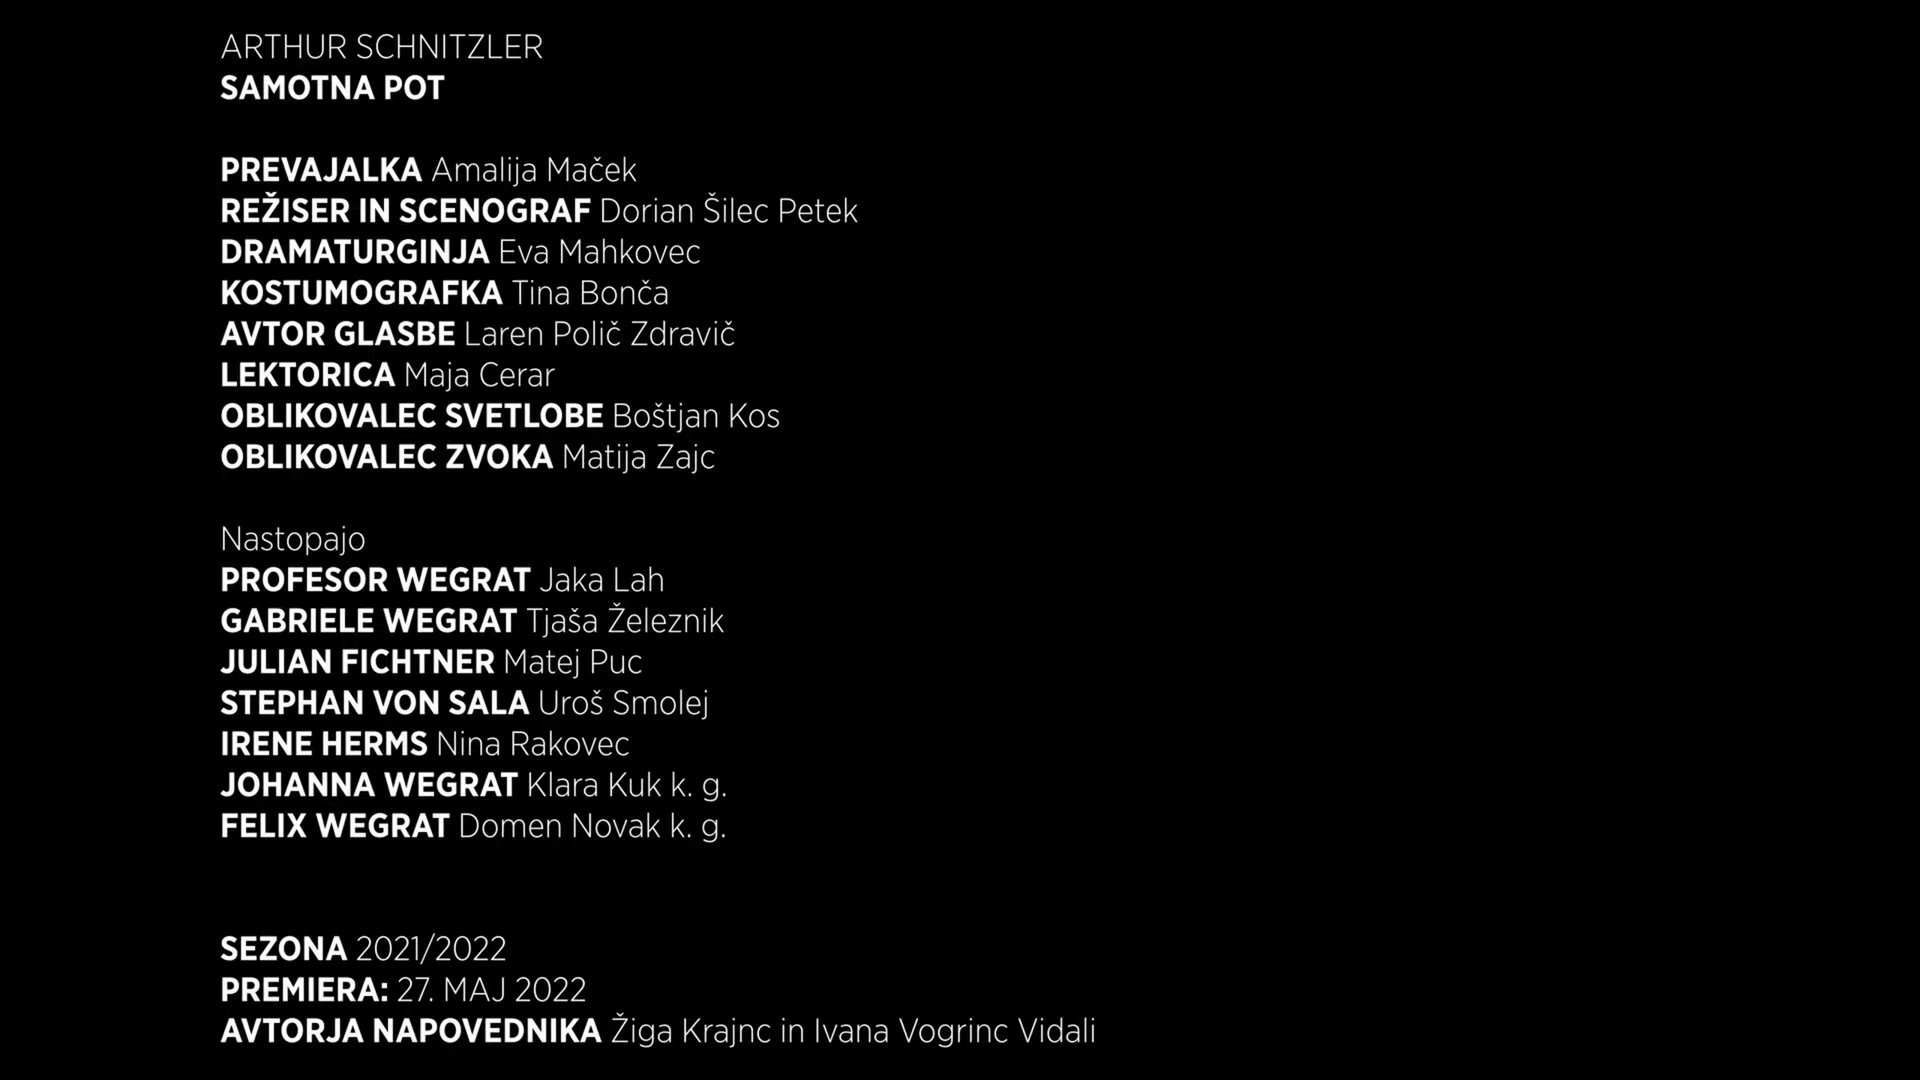 ARTHUR SCHNITZLER
SAMOTNA POT
PREVAJALKA Amalija Maček
REŽISER IN SCENOGRAF Dorian Šilec Petek
DRAMATURGINJA Eva Mahkovec
KOSTUMOGRAFKA Tina Bonča
AVTOR GLASBE Laren Polič Zdravič
LEKTORICA Maja Cerar
OBLIKOVALEC SVETLOBE Boštjan Kos
OBLIKOVALEC ZVOKA Matija Zajc
Nastopajo
PROFESOR WEGRAT Jaka Lah
GABRIELE WEGRAT Tjaša Železnik
JULIAN FICHTNER Matej Puc
STEPHAN VON SALA Uroš Smolej
IRENE HERMS Nina Rakovec
JOHANNA WEGRAT Klara Kuk k. g.
FELIX WEGRAT Domen Novak k. g.
SEZONA 2021/2022
PREMIERA: 27. MAJ 2022
AVTORJA NAPOVEDNIKA Žiga Krajnc in Ivana Vogrinc Vidali